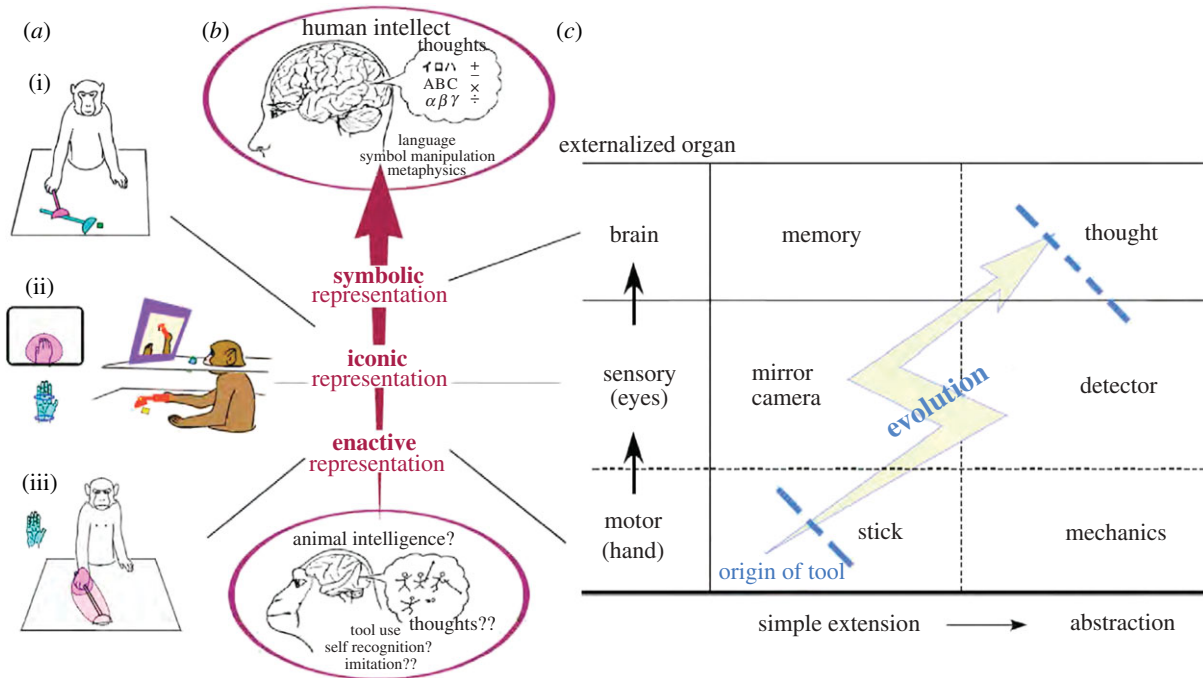 (a)
(i)
(ii)
(iii)
(b)
human intellect
thoughts
イロハ +
ABC −
αβγ ×
÷
language
symbol manipulation
metaphysics
symbolic
representation
iconic
representation
enactive
representation
animal intelligence?
thoughts??
tool use
self recognition?
imitation??
(c)
externalized organ
brain
memory
thought
sensory
(eyes)
mirror
camera
detector
evolution
motor
(hand)
stick
mechanics
origin of tool
simple extension
abstraction